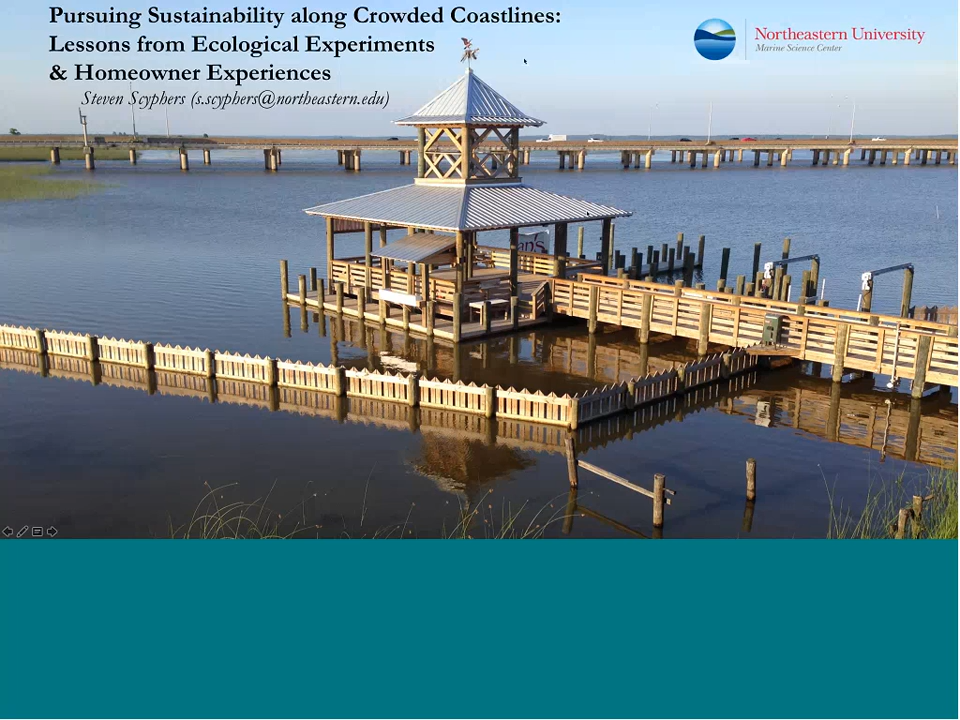 Pursuing Sustainability along Crowded Coastlines:
Lessons from Ecological Experiments
& Homeowner Experiences
Steven Scyphers (s.scyphers@northeastern.edu)
Northeastern University
Marine Science Center